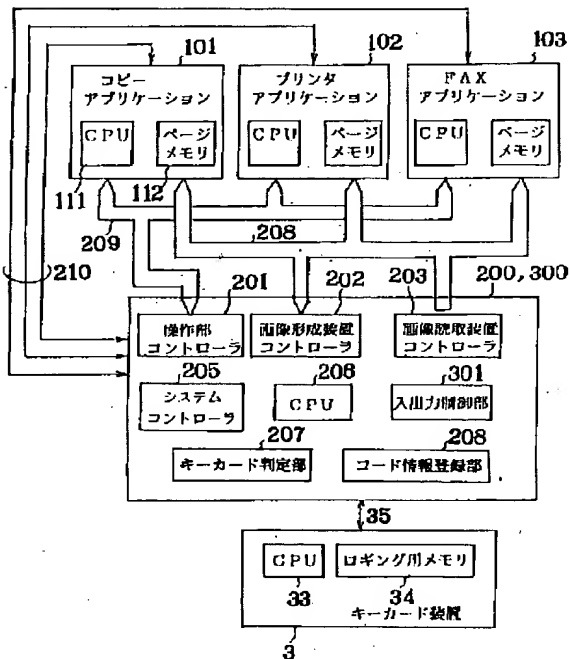 101
102
103
コピー
アプリケーション
CPU
ページ
メモリ
プリンタ
アプリケーション
CPU
ページ
メモリ
FAX
アプリケーション
CPU
ページ
メモリ
111
112
209
208
210
201
202
203
200,300
操作部
コントローラ
画像形成装置
コントローラ
画像読取装置
コントローラ
205
206
301
システム
コントローラ
CPU
入出力制御部
207
208
キーカード判定部
コード情報登録部
35
CPU
ロギング用メモリ
33
34
キーカード装置
3